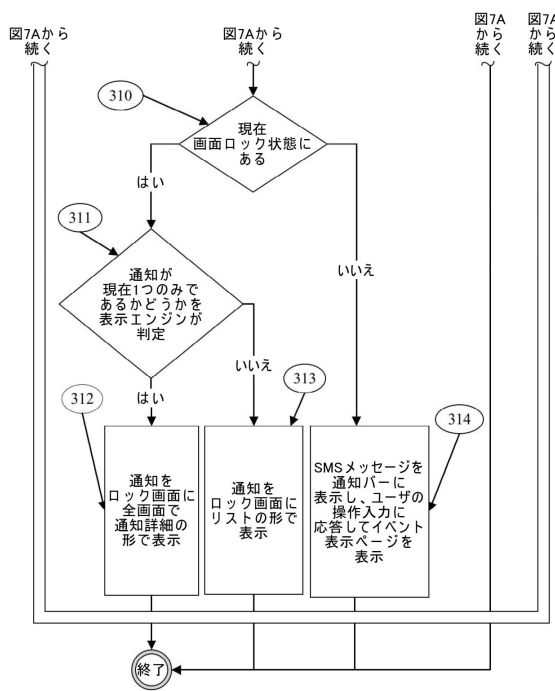 図7Aから
続く
図7Aから
続く
図7A
から
続く
図7A
から
続く
310
現在
画面ロック状態に
ある
はい
いいえ
311
通知が
現在1つのみで
あるかどうかを
表示エンジンが
判定
はい
いいえ
312
313
314
通知を
ロック画面に
全画面で
通知詳細の
形で表示
通知を
ロック画面に
リストの形で
表示
SMSメッセージを
通知バーに
表示し、ユーザの
操作入力に
応答してイベント
表示ページを
表示
終了